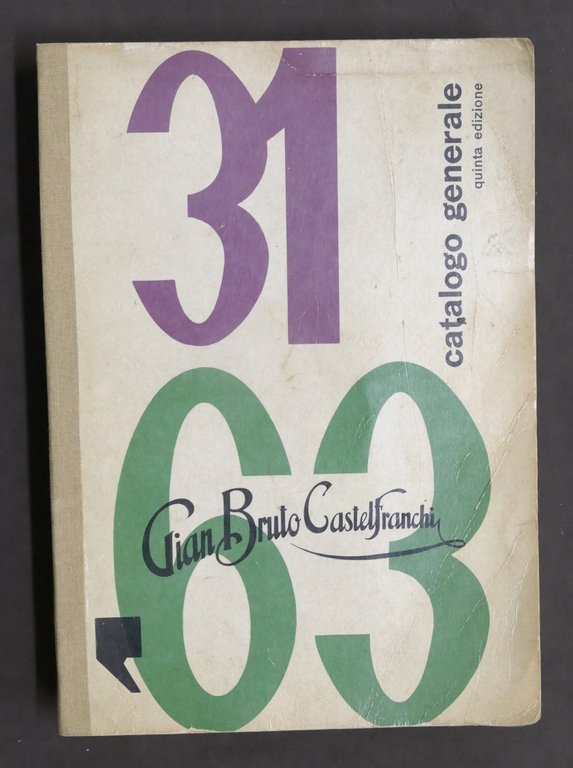 31
catalogo generale
quinta edizione
63
Gian Bruto Castelfranchi